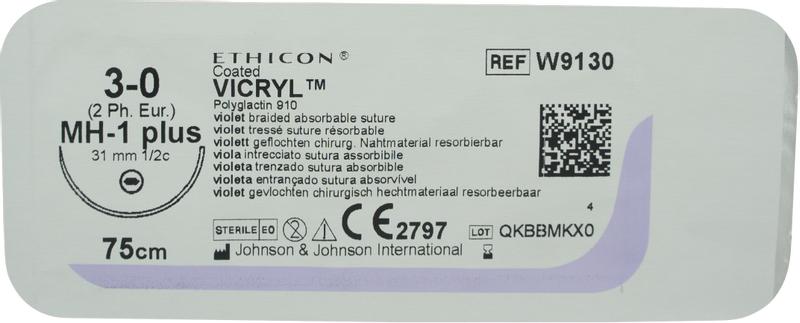 3-0
(2 Ph. Eur.)
MH-1 plus
31 mm 1/2c
75cm
ETHICON®
Coated
VICRYL™
Polyglactin 910
violet braided absorbable suture
violet tressé suture résorbable
violett geflochten chirurg. Nahtmaterial resorbierbar
viola intrecciato sutura assorbibile
violeta trenzado sutura absorbible
violeta entrançado sutura absorvível
violet gevlochten chirurgisch hechtmateriaal resorbeerbaar
STERILE EO 2 CE 2797
Johnson & Johnson International
REF W9130
4
LOT QKBBMKX0